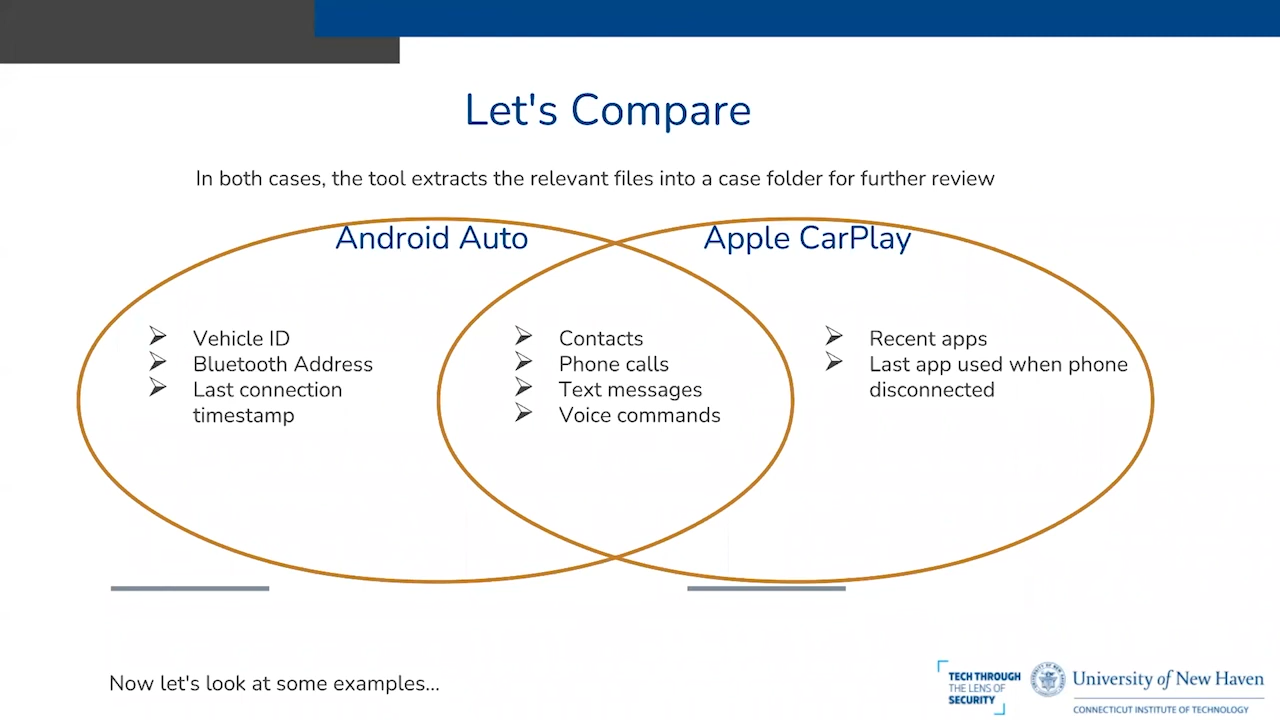 Let's Compare
In both cases, the tool extracts the relevant files into a case folder for further review
Android Auto
Vehicle ID
Bluetooth Address
Last connection
timestamp
Contacts
Phone calls
Text messages
Voice commands
Apple CarPlay
Recent apps
Last app used when phone
disconnected
Now let's look at some examples...
TECH THROUGH
THE LENS OF
SECURITY
University of New Haven
CONNECTICUT INSTITUTE OF TECHNOLOGY